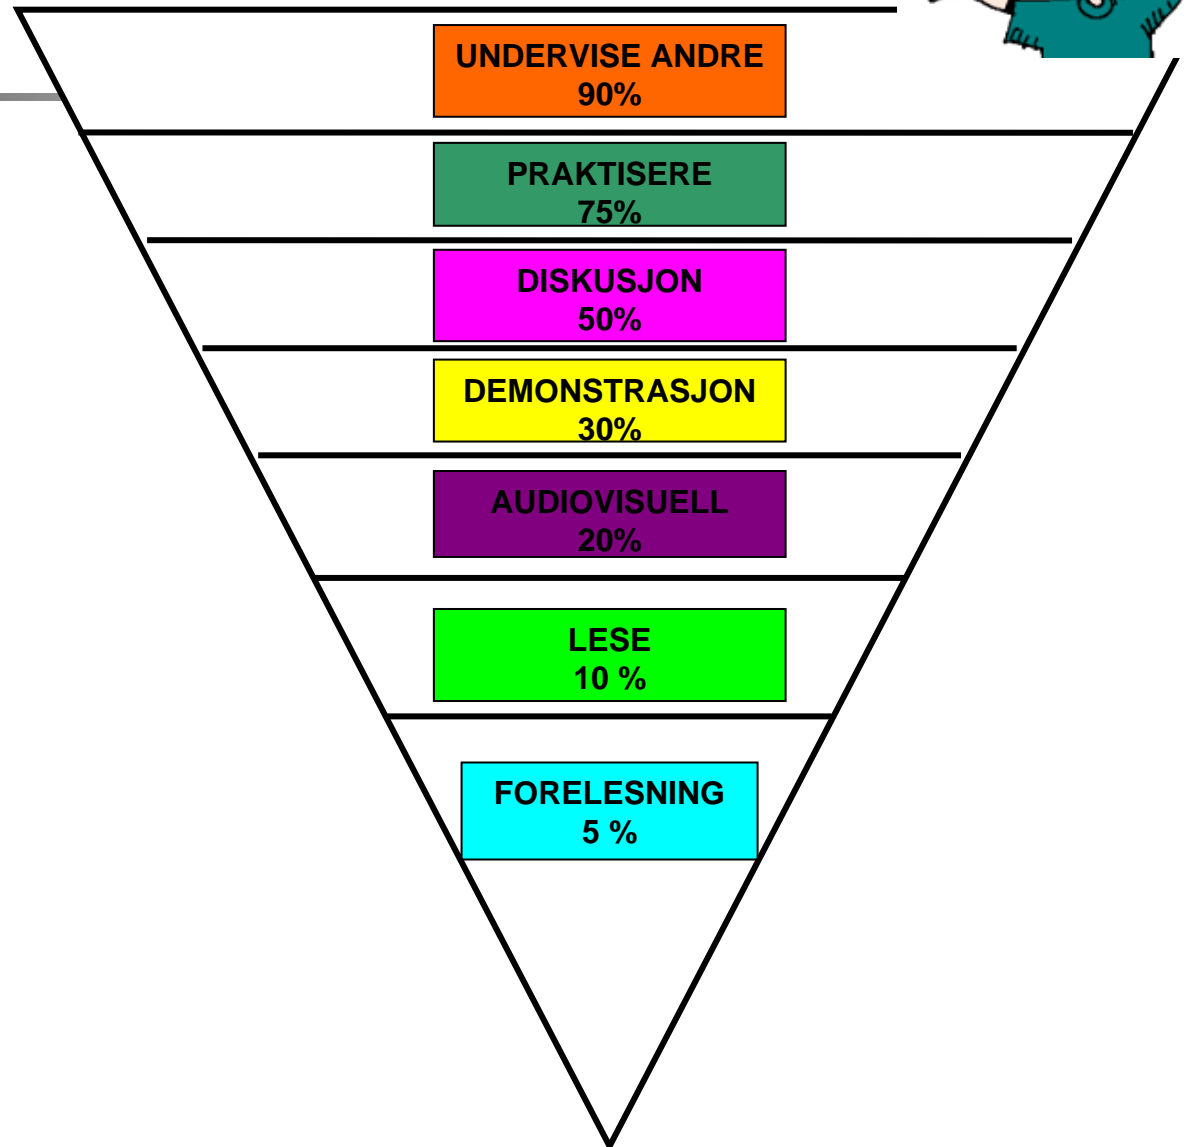 UNDERVISE ANDRE
90%
PRAKTISERE
75%
DISKUSJON
50%
DEMONSTRASJON
30%
AUDIOVISUELL
20%
LESE
10 %
FORELESNING
5 %